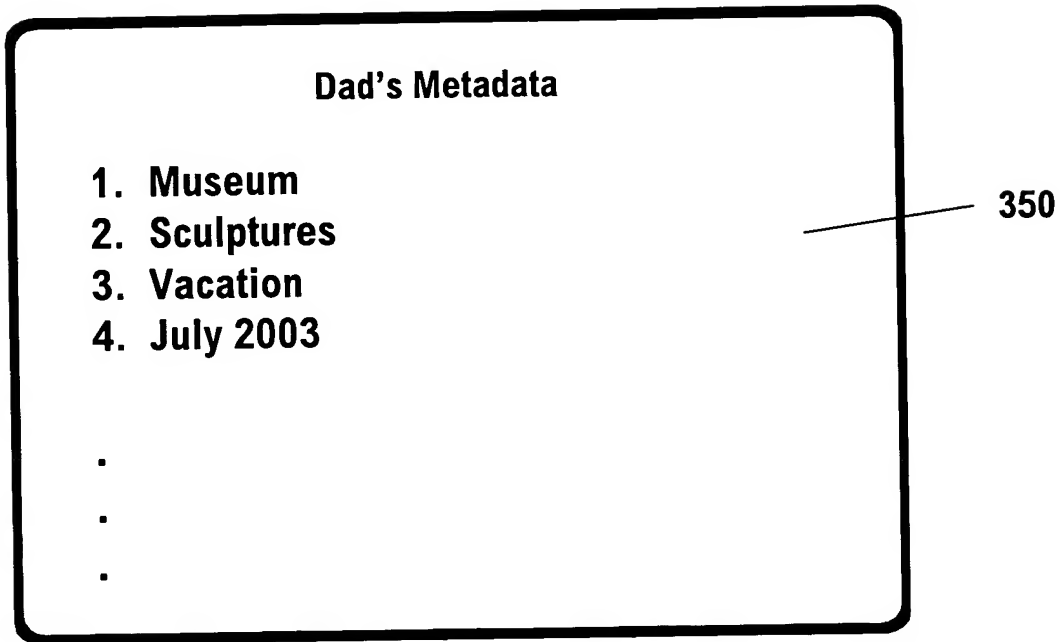 Dad's Metadata
1. Museum
2. Sculptures
350
3. Vacation
4. July 2003
.
.
.